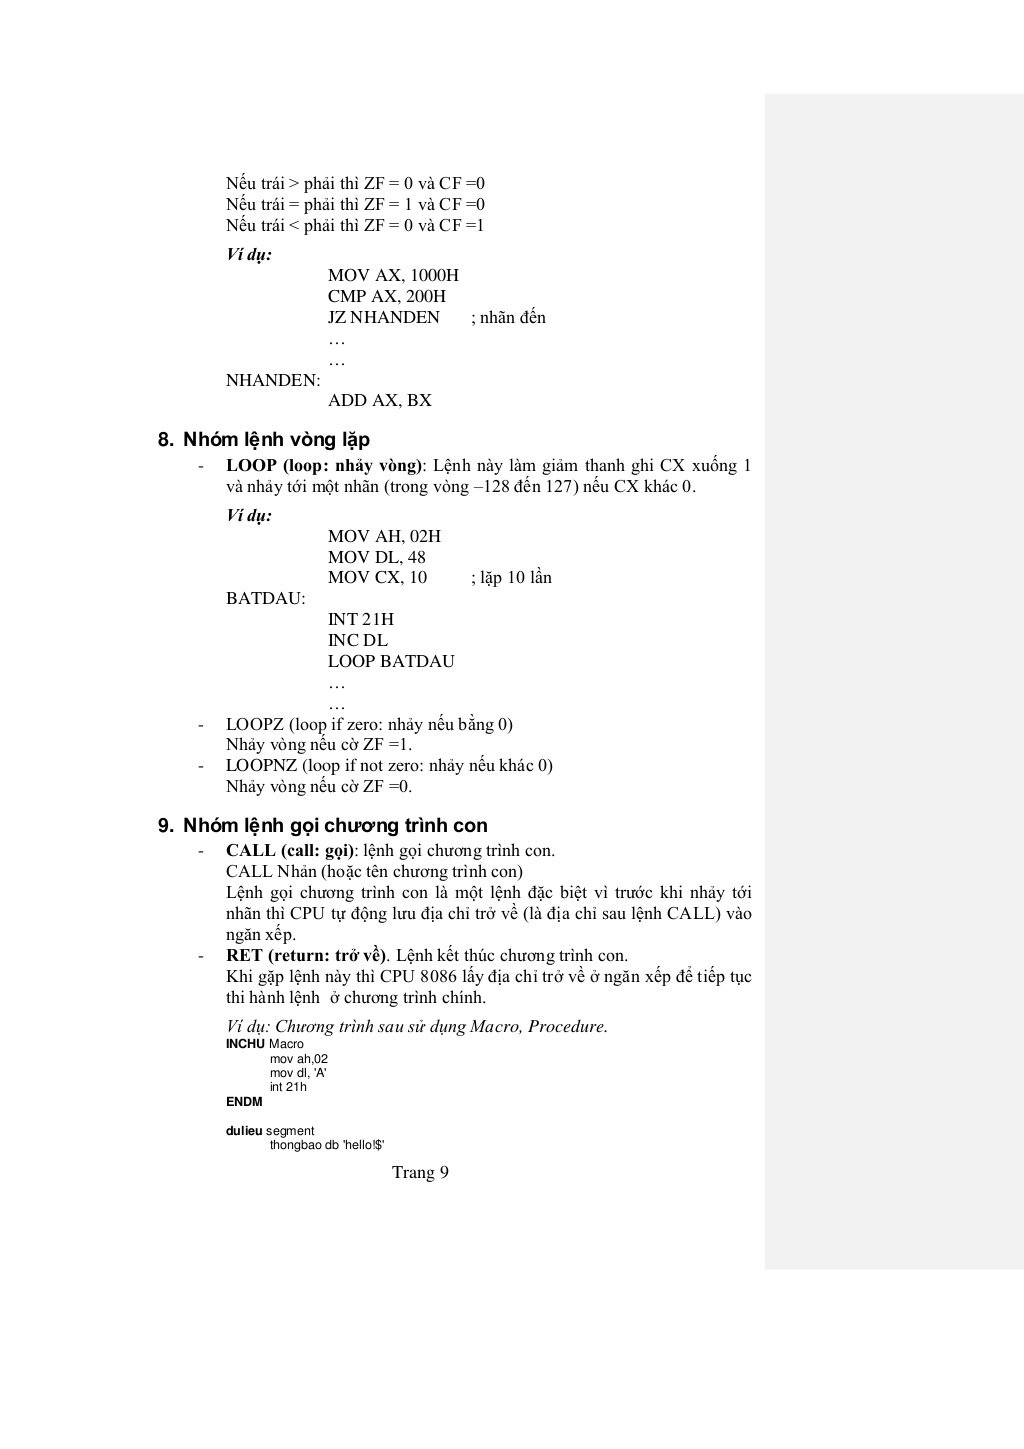 Nếu trái > phải thì ZF = 0 và CF =0
Nếu trái = phải thì ZF = 1 và CF =0
Nếu trái < phải thì ZF = 0 và CF =1
Ví dụ:
MOV AX, 1000H
CMP AX, 200H
JZ NHANDEN ; nhãn đến
…
…
NHANDEN:
ADD AX, BX
8. Nhóm lệnh vòng lặp
- LOOP (loop: nhảy vòng): Lệnh này làm giảm thanh ghi CX xuống 1
và nhảy tới một nhãn (trong vòng –128 đến 127) nếu CX khác 0.
Ví dụ:
MOV AH, 02H
MOV DL, 48
MOV CX, 10 ; lặp 10 lần
BATDAU:
INT 21H
INC DL
LOOP BATDAU
…
…
- LOOPZ (loop if zero: nhảy nếu bằng 0)
Nhảy vòng nếu cờ ZF =1.
- LOOPNZ (loop if not zero: nhảy nếu khác 0)
Nhảy vòng nếu cờ ZF =0.
9. Nhóm lệnh gọi chương trình con
- CALL (call: gọi): lệnh gọi chương trình con.
CALL Nhản (hoặc tên chương trình con)
Lệnh gọi chương trình con là một lệnh đặc biệt vì trước khi nhảy tới
nhãn thì CPU tự động lưu địa chỉ trở về (là địa chỉ sau lệnh CALL) vào
ngăn xếp.
- RET (return: trở về). Lệnh kết thúc chương trình con.
Khi gặp lệnh này thì CPU 8086 lấy địa chỉ trở về ở ngăn xếp để tiếp tục
thi hành lệnh ở chương trình chính.
Ví dụ: Chương trình sau sử dụng Macro, Procedure.
INCHU Macro
mov ah,02
mov dl, 'A'
int 21h
ENDM
dulieu segment
thongbao db 'hello!$'
Trang 9